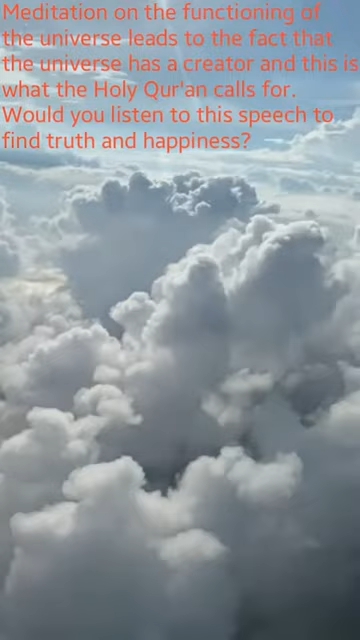 Meditation on the functioning of
the universe leads to the fact that
the universe has a creator and this is
what the Holy Qur'an calls for.
Would you listen to this speech to
find truth and happiness?